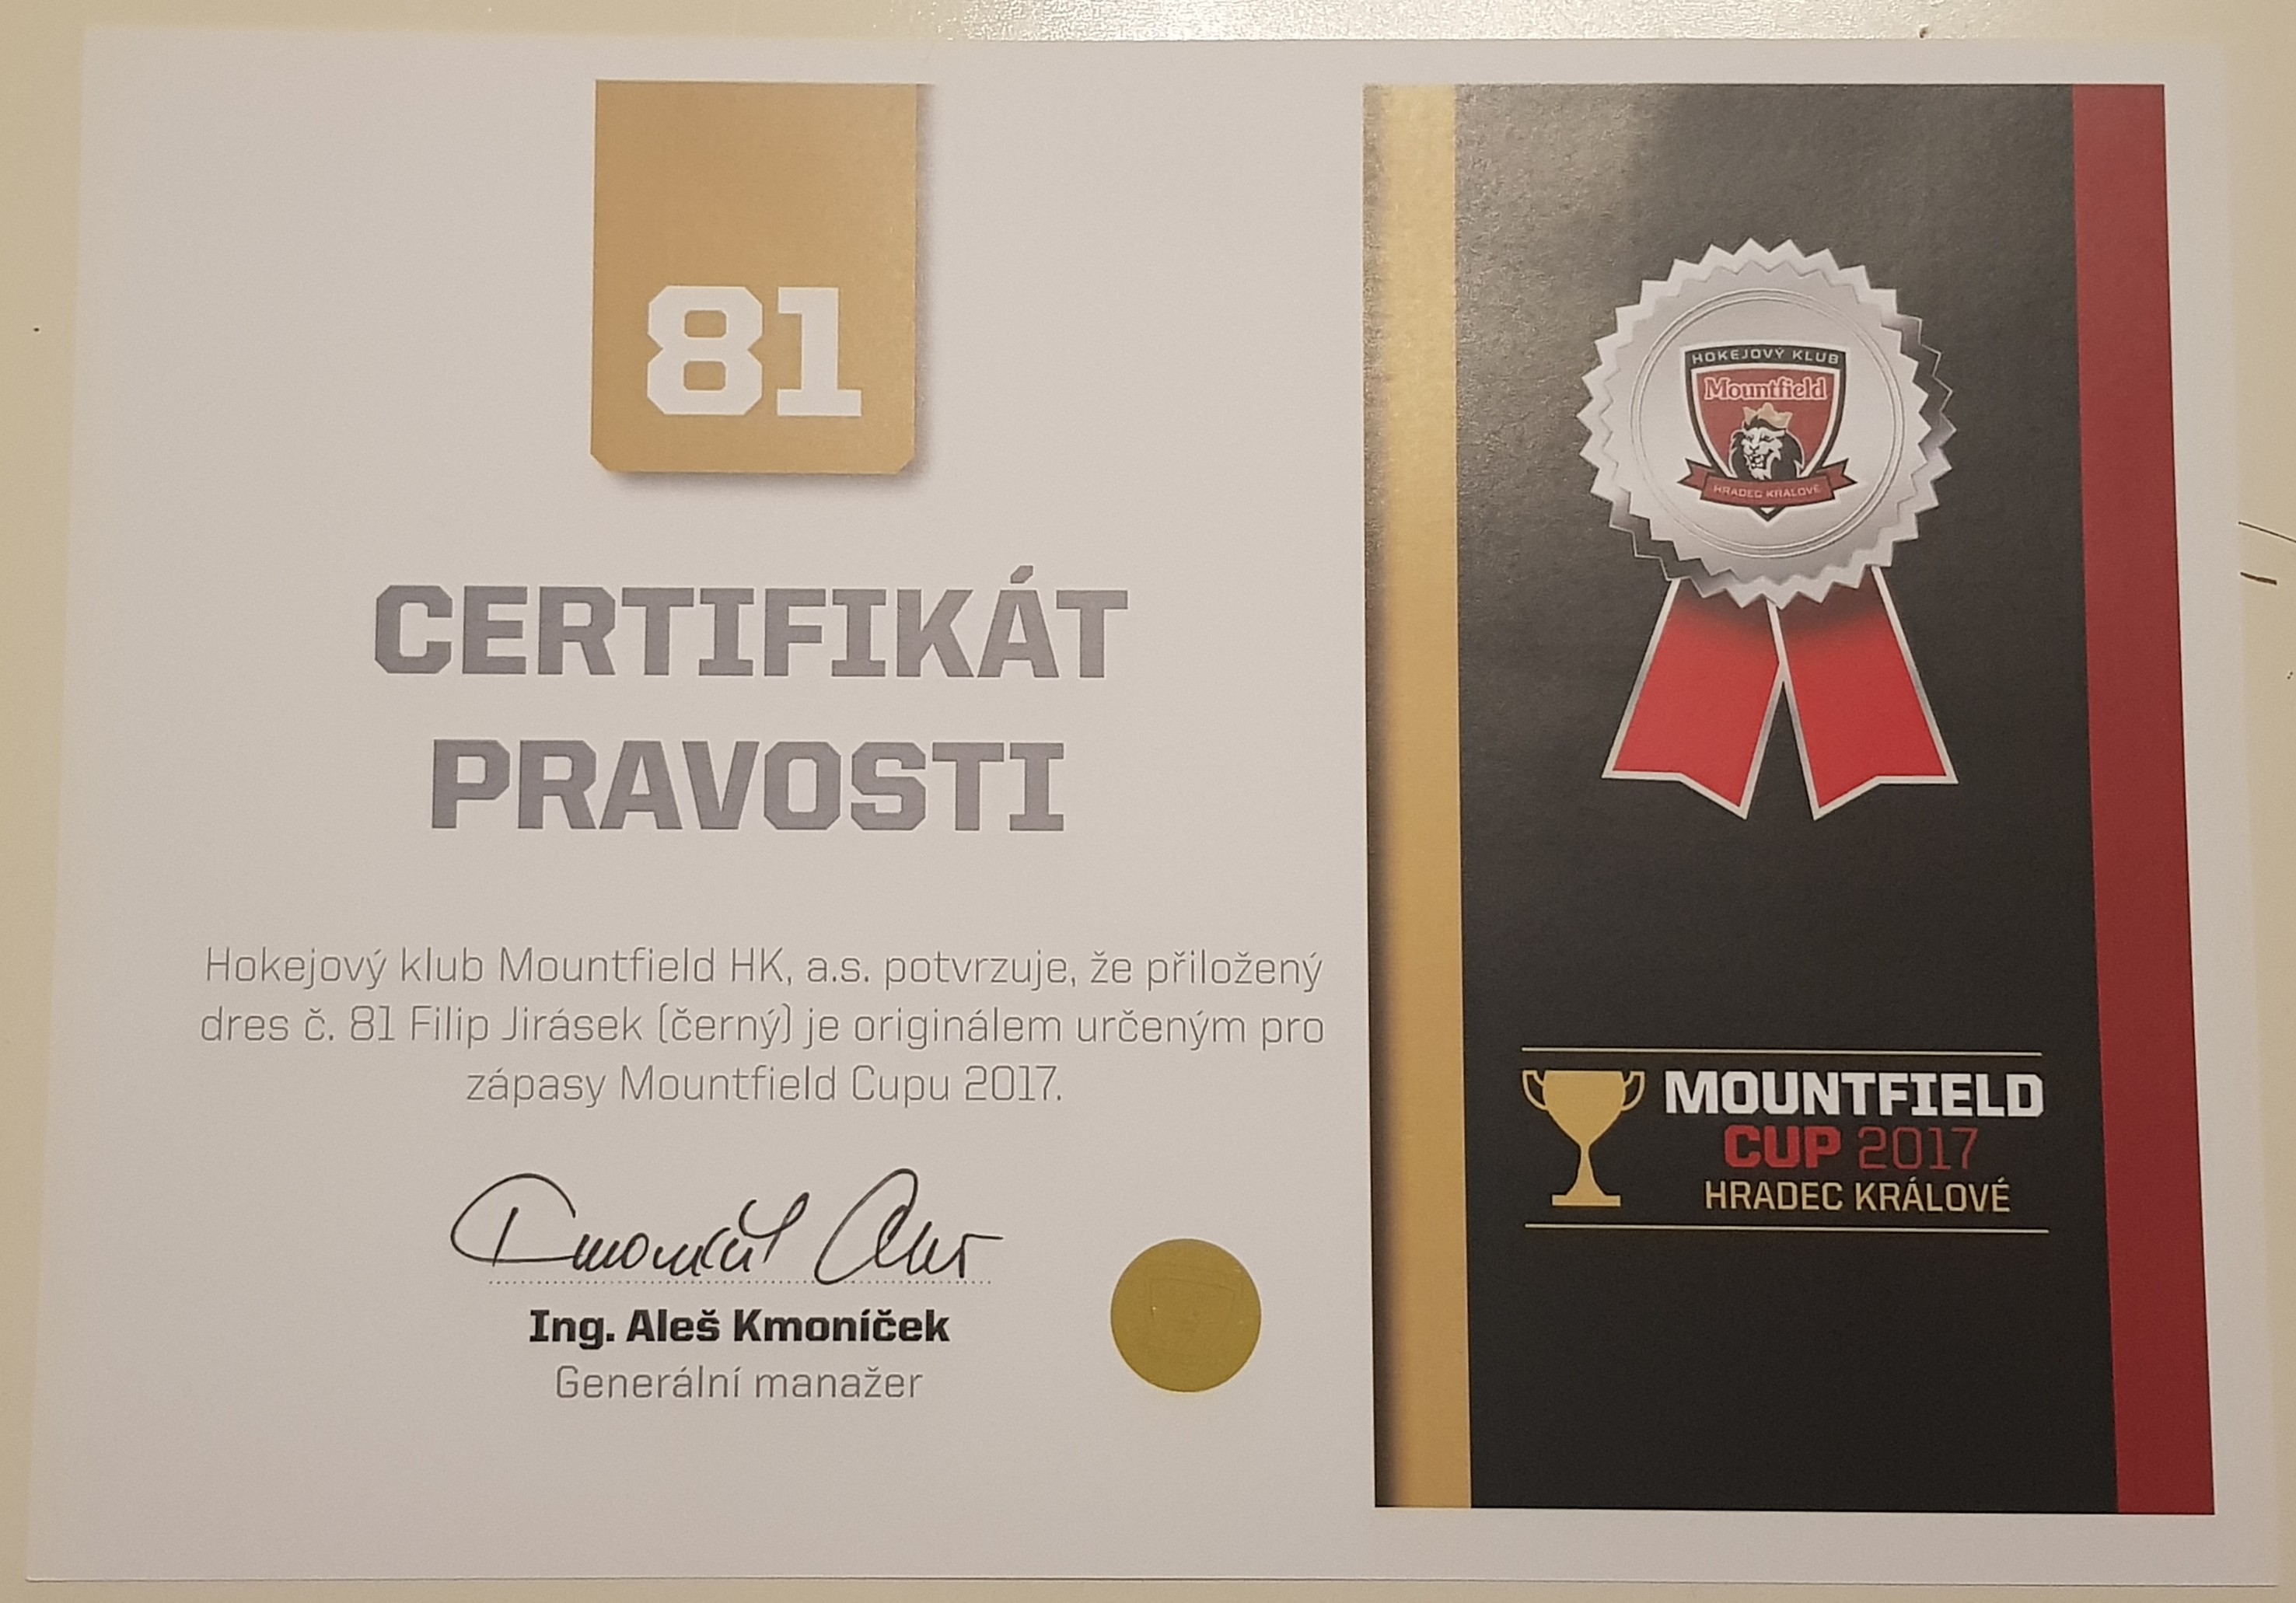 81
CERTIFIKÁT
PRAVOSTI
Hokejový klub Mountfield HK, a.s. potvrzuje, že přiložený
dres č. 81 Filip Jirásek (černý) je originálem určeným pro
zápasy Mountfield Cupu 2017.
Ing. Aleš Kmoníček
Generální manažer
HOKEJOVÝ KLUB
Mountfield
HRADEC KRÁLOVÉ
MOUNTFIELD
CUP 2017
HRADEC KRÁLOVÉ